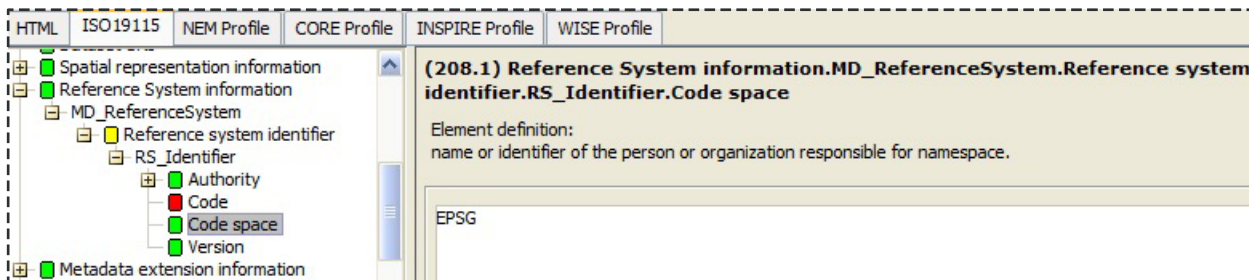 HTML
ISO19115
NEM Profile
CORE Profile
INSPIRE Profile
WISE Profile
Spatial representation information
Reference System information
MD_ReferenceSystem
Reference system identifier
RS_Identifier
Authority
Code
Code space
Version
Metadata extension information
(208.1) Reference System information.MD_ReferenceSystem.Reference system
identifier.RS_Identifier.Code space
Element definition:
name or identifier of the person or organization responsible for namespace.
EPSG